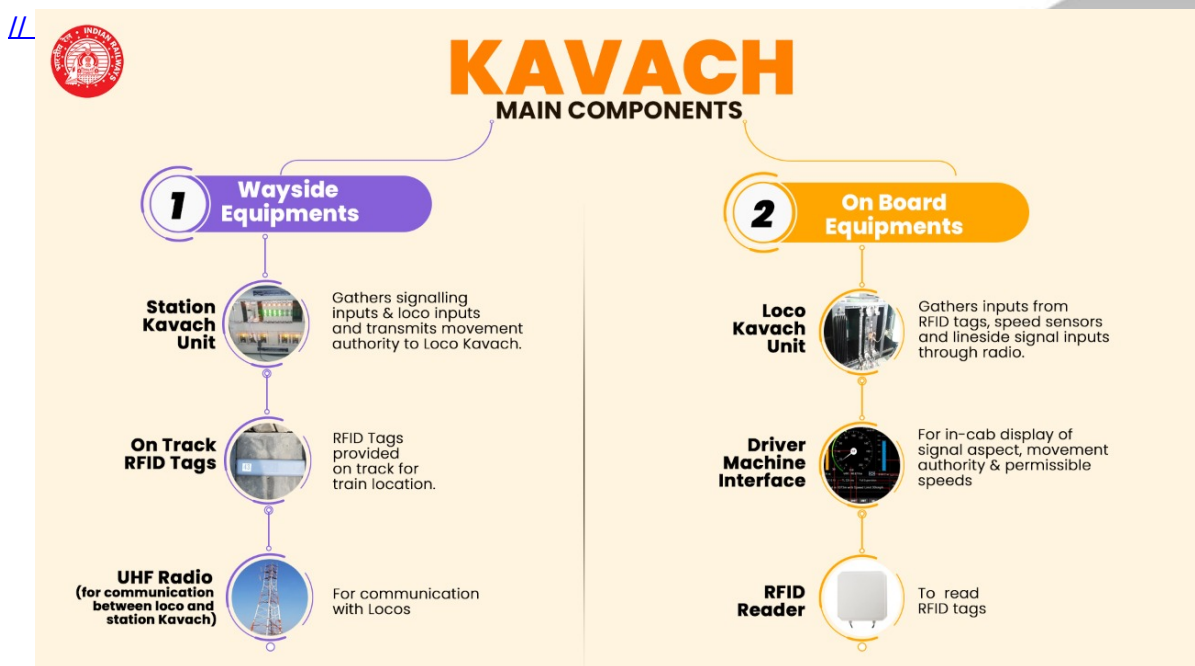 //
भारतीय रेल • INDIAN RAILWAYS
KAVACH
MAIN COMPONENTS
1
Wayside
Equipments
Station
Kavach
Unit
Gathers signalling
inputs & loco inputs
and transmits movement
authority to Loco Kavach.
On Track
RFID Tags
RFID Tags
provided
on track for
train location.
UHF Radio
(for communication
between loco and
station Kavach)
For communication
with Locos
2
On Board
Equipments
Loco
Kavach
Unit
Gathers inputs from
RFID tags, speed sensors
and lineside signal inputs
through radio.
Driver
Machine
Interface
For in-cab display of
signal aspect, movement
authority & permissible
speeds
RFID
Reader
To read
RFID tags